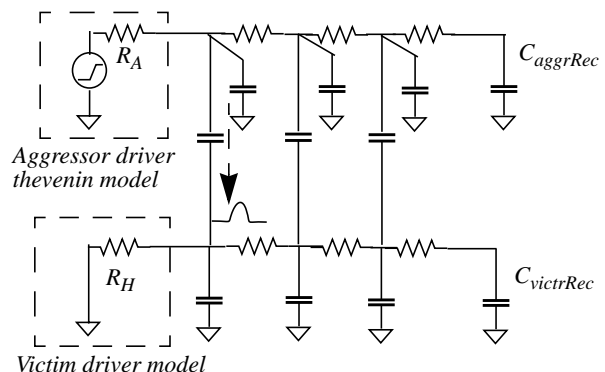 R_A
C_aggrRec
Aggressor driver
thevenin model
R_H
C_victrRec
Victim driver model